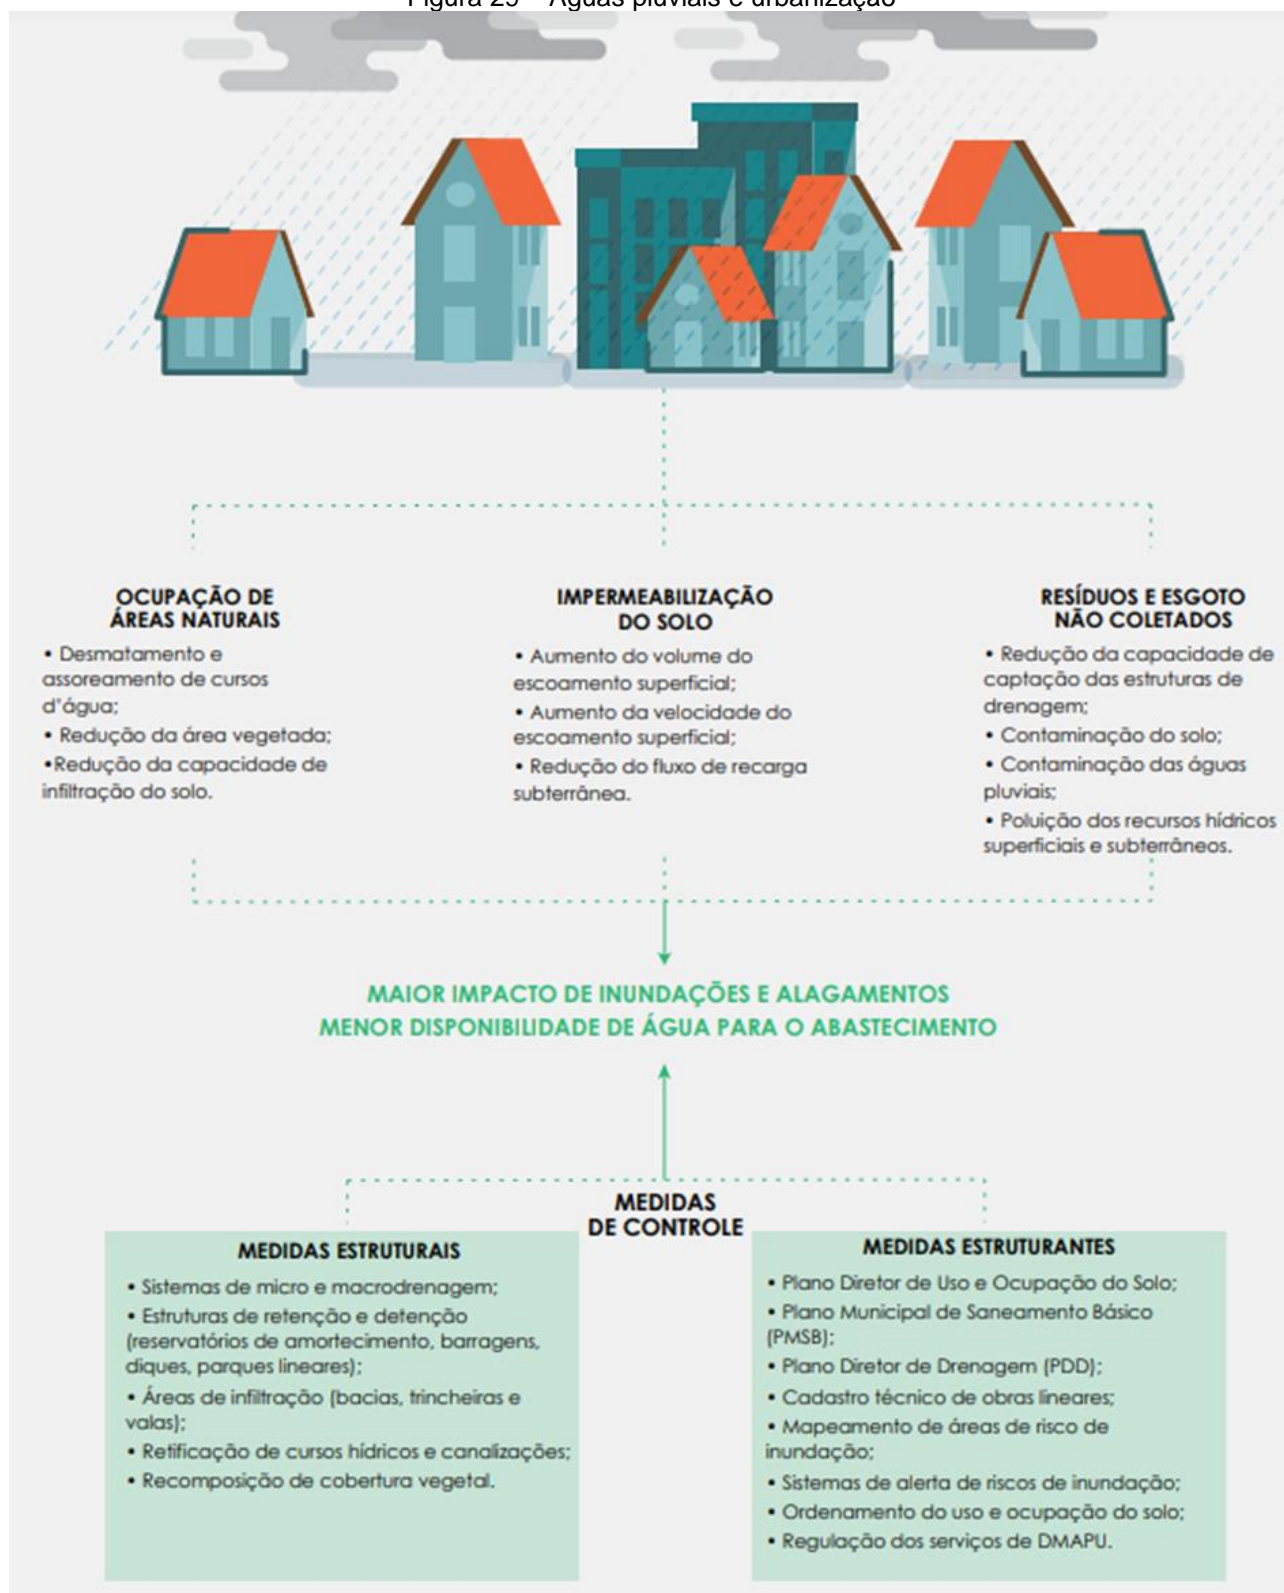 Figura 29 – Águas pluviais e urbanização
OCUPAÇÃO DE
ÁREAS NATURAIS
• Desmatamento e
assoreamento de cursos
d'água;
• Redução da área vegetada;
•Redução da capacidade de
infiltração do solo.
IMPERMEABILIZAÇÃO
DO SOLO
• Aumento do volume do
escoamento superficial;
• Aumento da velocidade do
escoamento superficial;
• Redução do fluxo de recarga
subterrânea.
RESÍDUOS E ESGOTO
NÃO COLETADOS
• Redução da capacidade de
captação das estruturas de
drenagem;
• Contaminação do solo;
• Contaminação das águas
pluviais;
• Poluição dos recursos hídricos
superficiais e subterrâneos.
MAIOR IMPACTO DE INUNDAÇÕES E ALAGAMENTOS
MENOR DISPONIBILIDADE DE ÁGUA PARA O ABASTECIMENTO
MEDIDAS
DE CONTROLE
MEDIDAS ESTRUTURAIS
• Sistemas de micro e macrodrenagem;
• Estruturas de retenção e detenção
(reservatórios de amortecimento, barragens,
diques, parques lineares);
• Áreas de infiltração (bacias, trincheiras e
valas);
• Retificação de cursos hídricos e canalizações;
• Recomposição de cobertura vegetal.
MEDIDAS ESTRUTURANTES
• Plano Diretor de Uso e Ocupação do Solo;
• Plano Municipal de Saneamento Básico
(PMSB);
• Plano Diretor de Drenagem (PDD);
• Cadastro técnico de obras lineares;
• Mapeamento de áreas de risco de
inundação;
• Sistemas de alerta de riscos de inundação;
• Ordenamento do uso e ocupação do solo;
• Regulação dos serviços de DMAPU.